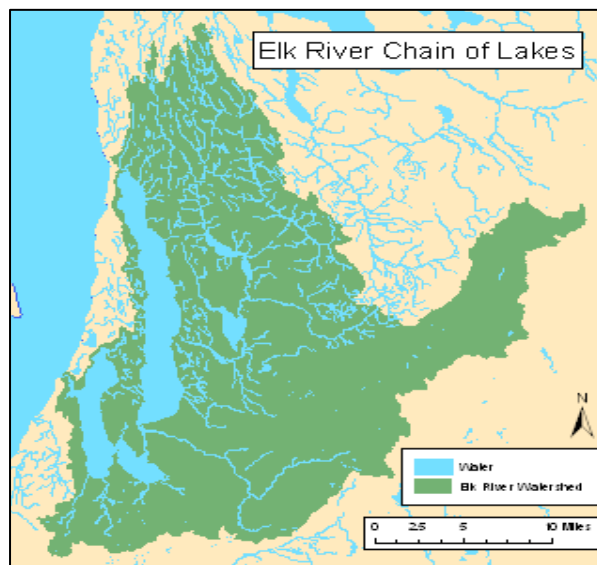 Elk River Chain of Lakes
N
Water
Elk River Watershed
0 2.5 5 10 Miles